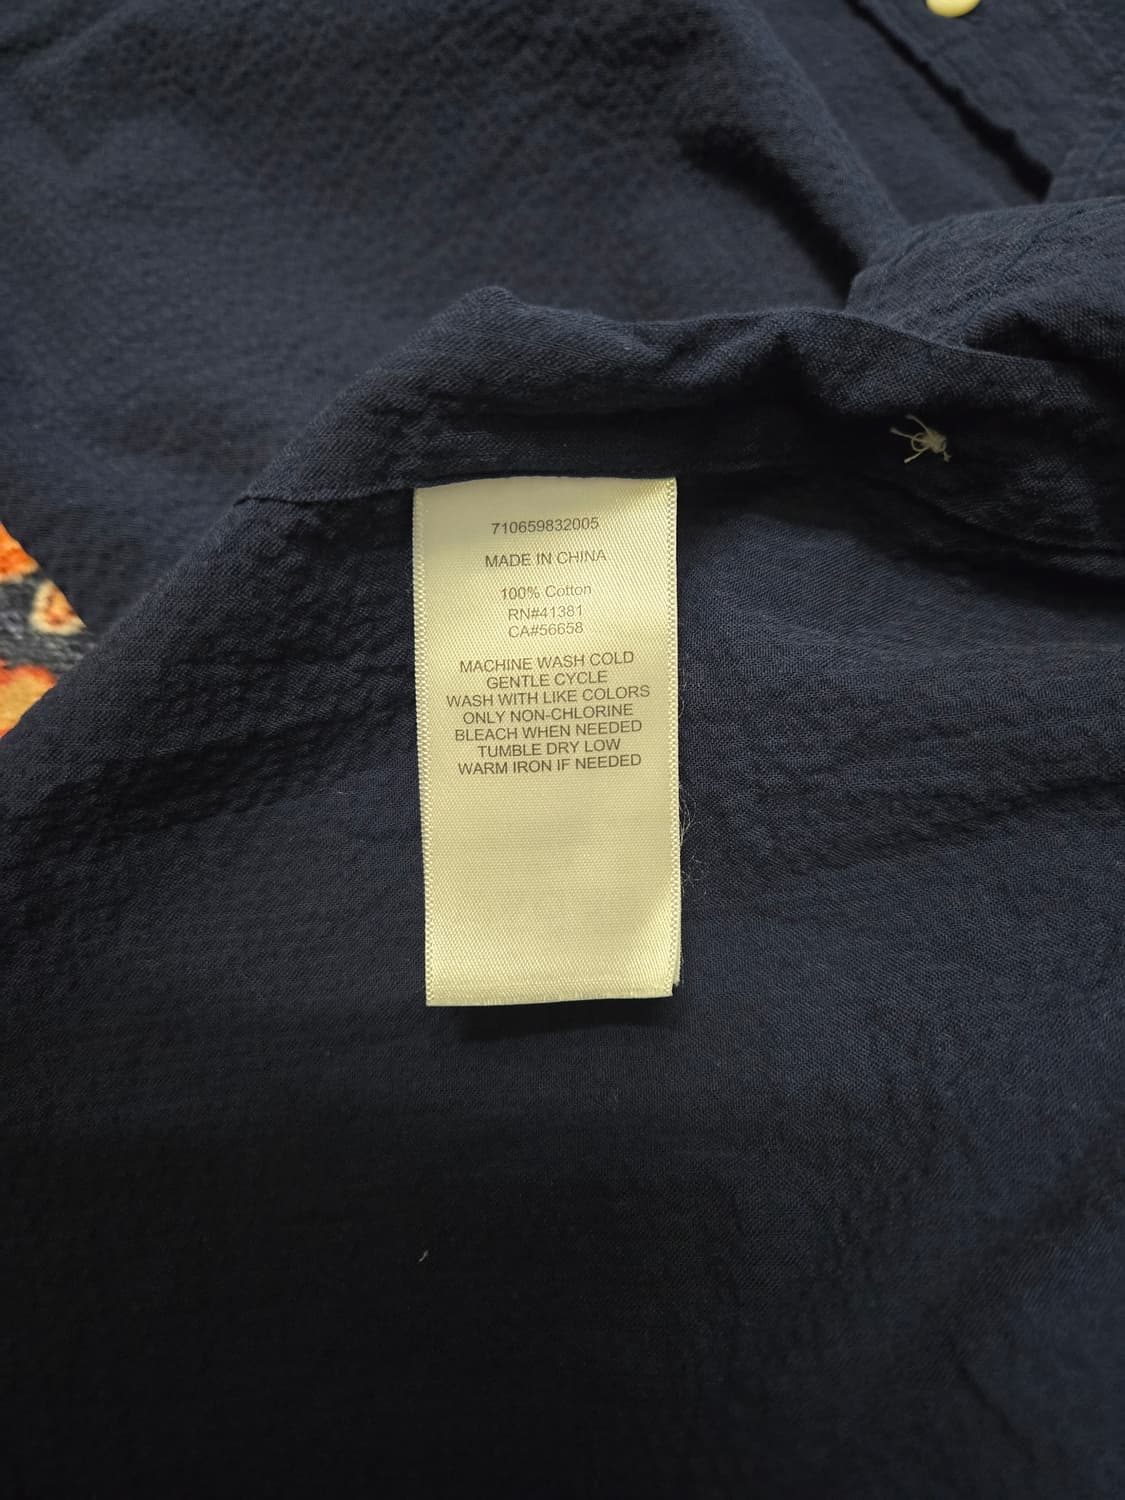 710659832005
MADE IN CHINA
100% Cotton
RN#41381
CA#56658
MACHINE WASH COLD
GENTLE CYCLE
WASH WITH LIKE COLORS
ONLY NON-CHLORINE
BLEACH WHEN NEEDED
TUMBLE DRY LOW
WARM IRON IF NEEDED